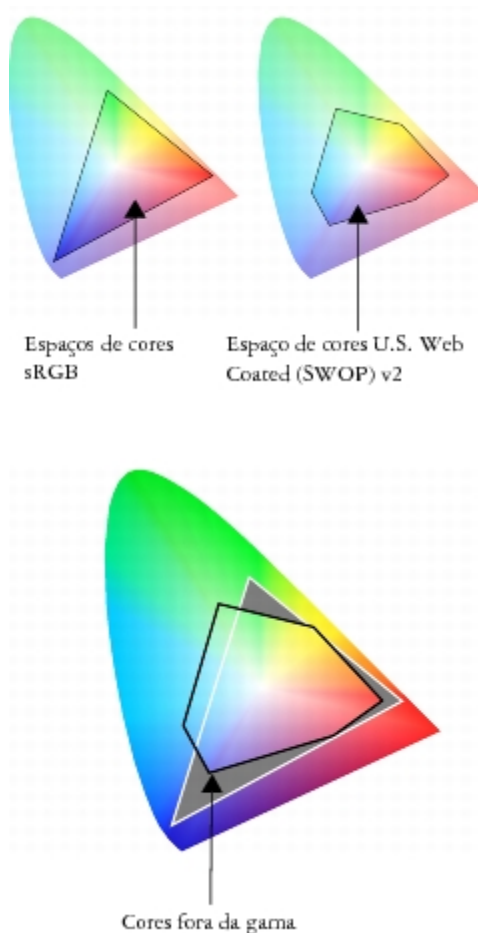 Espaços de cores
sRGB
Espaço de cores U.S. Web
Coated (SWOP) v2
Cores fora da gama